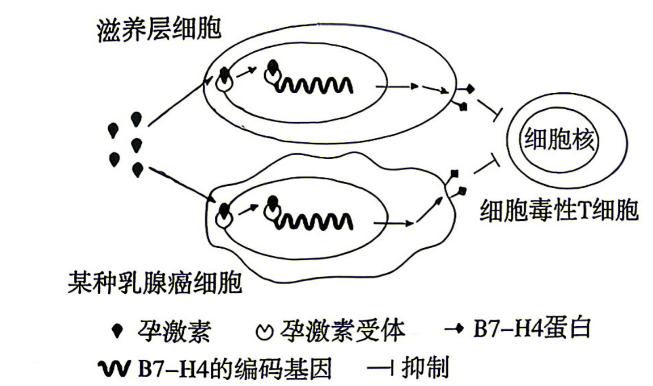 滋养层细胞
细胞核
细胞毒性T细胞
某种乳腺癌细胞
孕激素 孕激素受体 B7-H4蛋白
B7-H4的编码基因 抑制